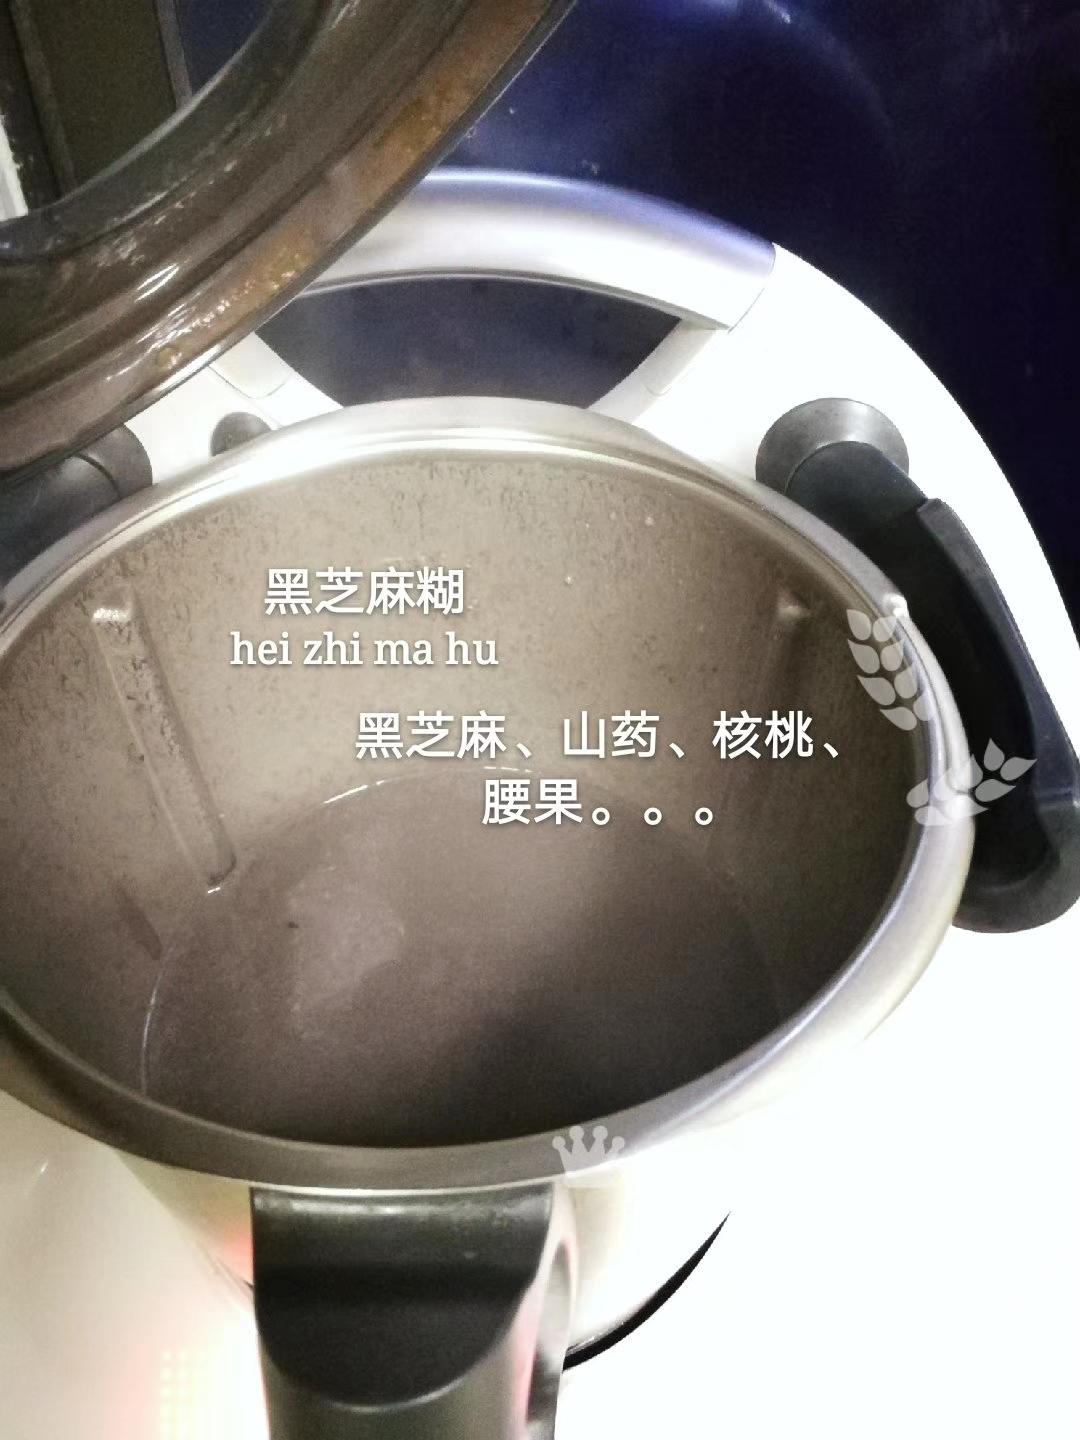 黑芝麻糊
hei zhi ma hu
黑芝麻、山药、核桃、
腰果。。。